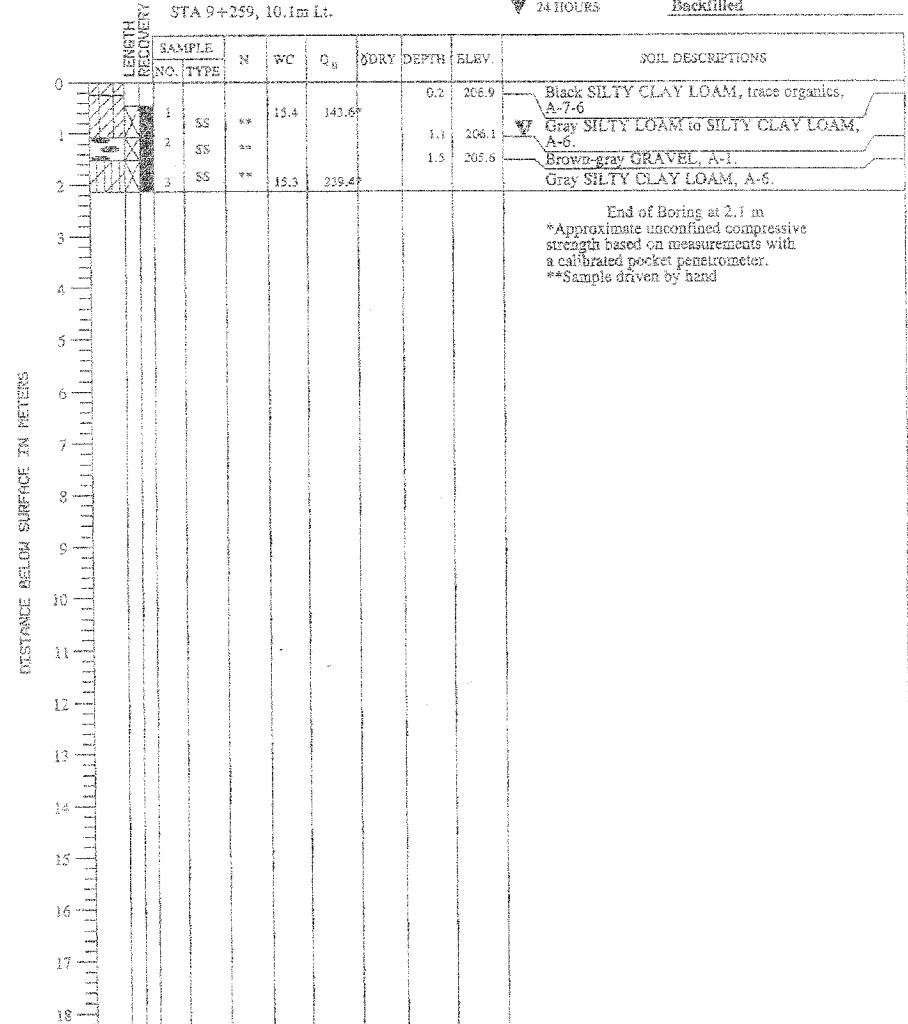 STA 9+259, 10.1m Lt.
24 HOURS Backfilled
LENGTH
RECOVERY
SAMPLE
NO. TYPE N WC Qu γDRY DEPTH ELEV. SOIL DESCRIPTIONS
0
0.2 206.9 Black SILTY CLAY LOAM, trace organics,
A-7-6
1 SS ** 15.4 143.6*
Gray SILTY LOAM to SILTY CLAY LOAM,
1 1.1 206.1 A-6.
2 SS **
1.5 205.6 Brown-gray GRAVEL, A-1.
2 3 SS ** 15.3 239.4* Gray SILTY CLAY LOAM, A-6.
End of Boring at 2.1 m
*Approximate unconfined compressive
strength based on measurements with
a calibrated pocket penetrometer.
**Sample driven by hand
3
4
5
6
7
8
9
10
11
12
13
14
15
16
17
18
DISTANCE BELOW SURFACE IN METERS